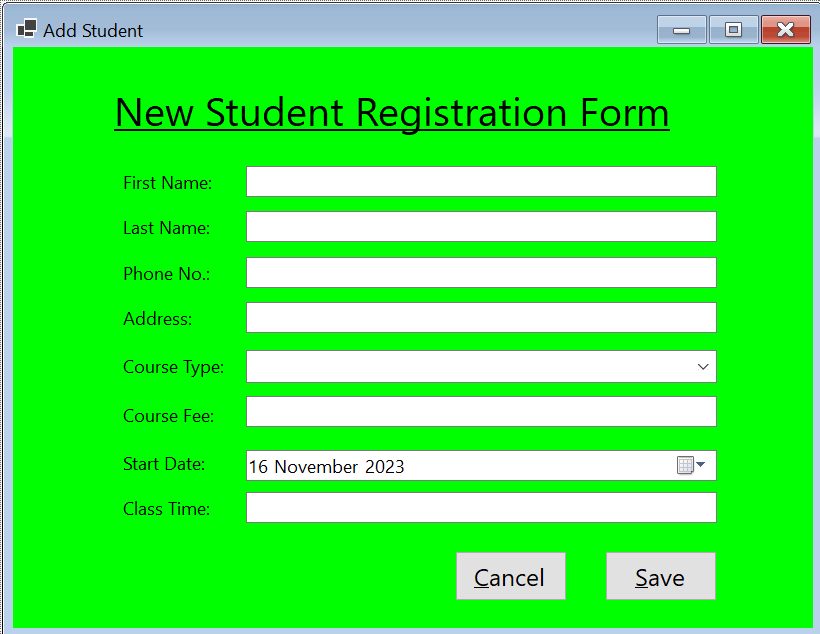 Add Student
New Student Registration Form
First Name:
Last Name:
Phone No.:
Address:
Course Type:
Course Fee:
Start Date:
16 November 2023
Class Time:
Cancel
Save